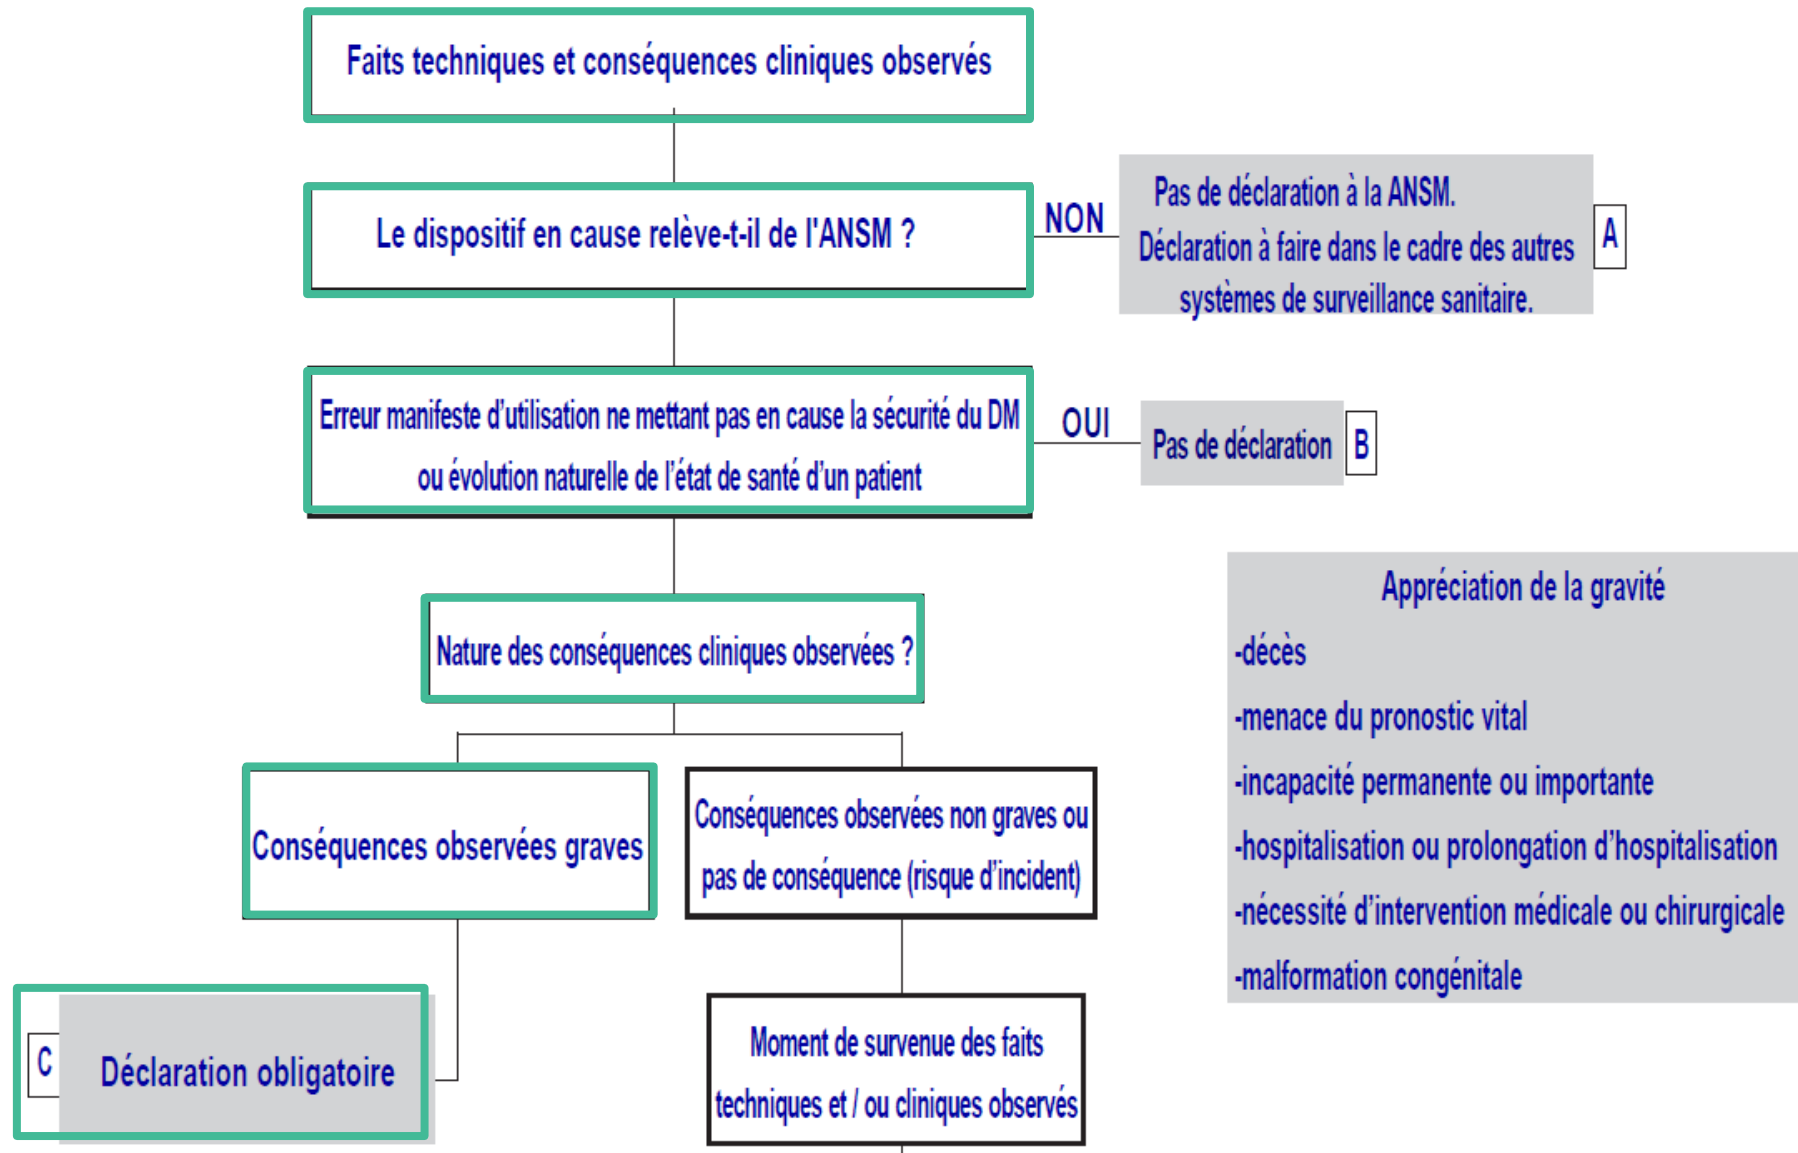 Faits techniques et conséquences cliniques observés
Le dispositif en cause relève-t-il de l'ANSM ?
NON
Pas de déclaration à la ANSM.
Déclaration à faire dans le cadre des autres
systèmes de surveillance sanitaire.
A
Erreur manifeste d’utilisation ne mettant pas en cause la sécurité du DM
ou évolution naturelle de l’état de santé d’un patient
OUI
Pas de déclaration
B
Nature des conséquences cliniques observées ?
Appréciation de la gravité
-décès
-menace du pronostic vital
-incapacité permanente ou importante
-hospitalisation ou prolongation d’hospitalisation
-nécessité d’intervention médicale ou chirurgicale
-malformation congénitale
Conséquences observées graves
Conséquences observées non graves ou
pas de conséquence (risque d’incident)
C
Déclaration obligatoire
Moment de survenue des faits
techniques et / ou cliniques observés